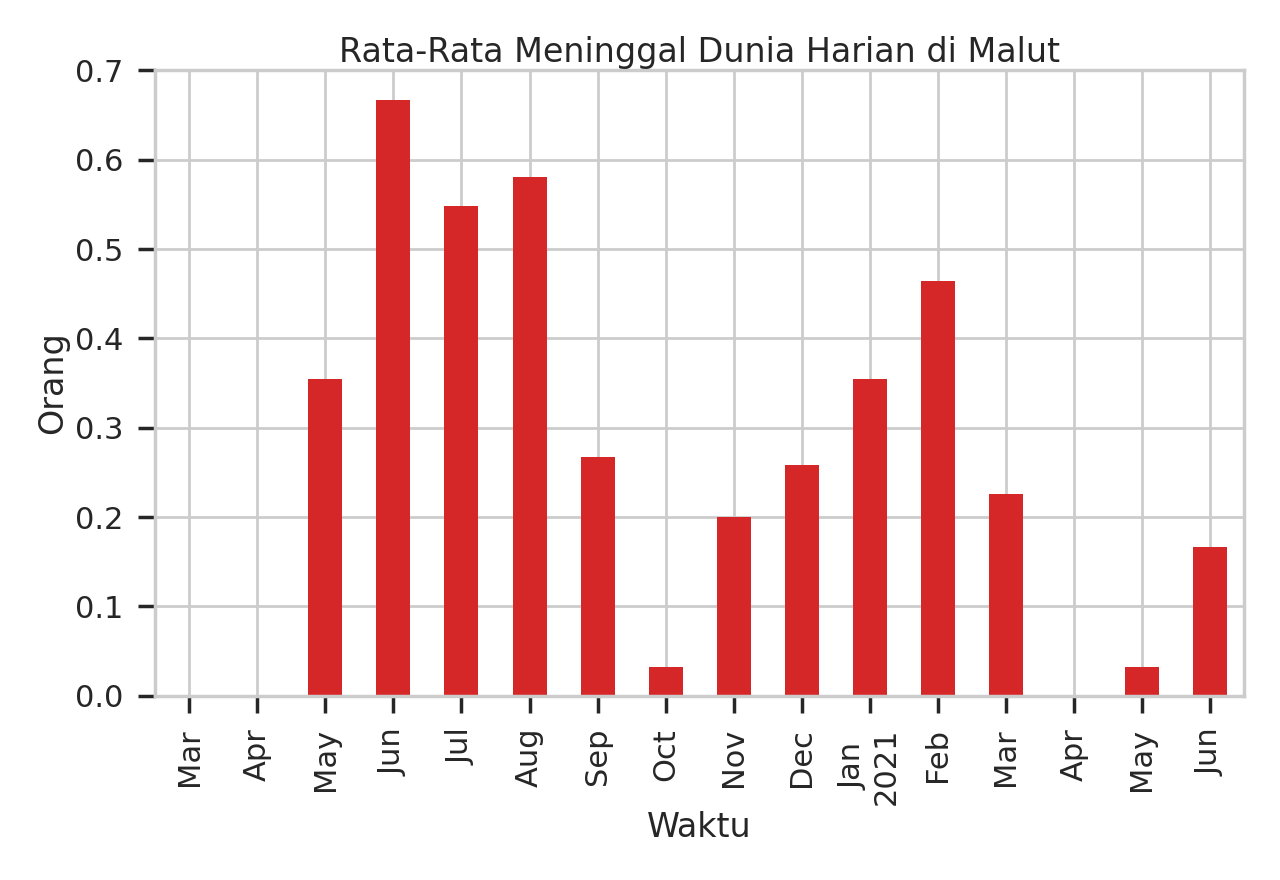 Rata-Rata Meninggal Dunia Harian di Malut
0.7
0.6
0.5
0.4
0.3
0.2
0.1
0.0
Orang
Mar
Apr
May
Jun
Jul
Aug
Sep
Oct
Nov
Dec
Jan
2021
Feb
Mar
Apr
May
Jun
Waktu